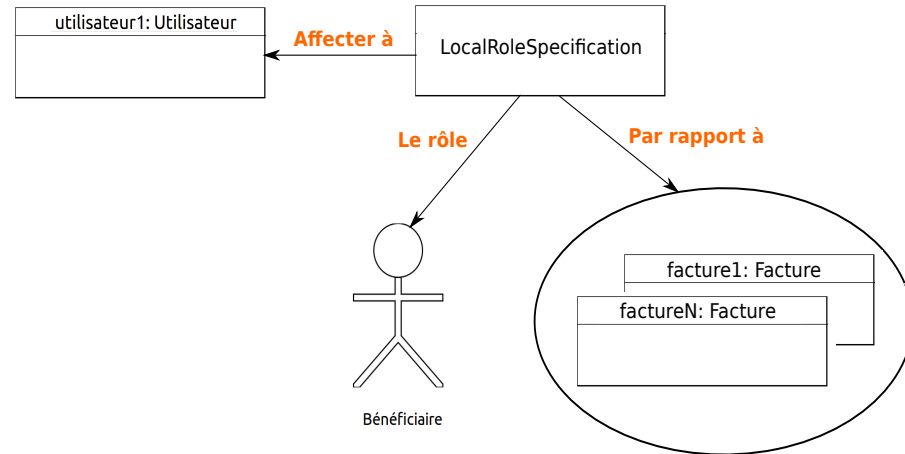 utilisateur1: Utilisateur
Affecter à
LocalRoleSpecification
Le rôle
Par rapport à
facture1: Facture
factureN: Facture
Bénéficiaire